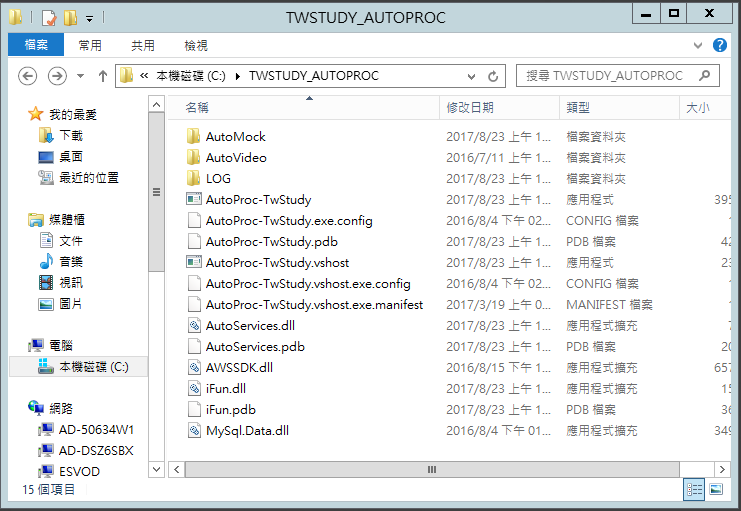 TWSTUDY_AUTOPROC
檔案 常用 共用 檢視
« 本機磁碟 (C:) TWSTUDY_AUTOPROC 搜尋 TWSTUDY_AUTOPROC
我的最愛
下載
桌面
最近的位置
媒體櫃
文件
音樂
視訊
圖片
電腦
本機磁碟 (C:)
網路
AD-50634W1
AD-DSZ6SBX
ESVOD
名稱 修改日期 類型 大小
AutoMock 2017/8/23 上午 1... 檔案資料夾
AutoVideo 2016/7/11 上午 1... 檔案資料夾
LOG 2017/8/23 上午 1... 檔案資料夾
AutoProc-TwStudy 2017/8/23 上午 1... 應用程式 395
AutoProc-TwStudy.exe.config 2016/8/4 下午 02... CONFIG 檔案 1
AutoProc-TwStudy.pdb 2017/8/23 上午 1... PDB 檔案 42
AutoProc-TwStudy.vshost 2017/8/23 上午 1... 應用程式 23
AutoProc-TwStudy.vshost.exe.config 2016/8/4 下午 02... CONFIG 檔案 1
AutoProc-TwStudy.vshost.exe.manifest 2017/3/19 上午 0... MANIFEST 檔案 1
AutoServices.dll 2017/8/23 上午 1... 應用程式擴充 7
AutoServices.pdb 2017/8/23 上午 1... PDB 檔案 20
AWSSDK.dll 2016/8/15 下午 1... 應用程式擴充 657
iFun.dll 2017/8/23 上午 1... 應用程式擴充 15
iFun.pdb 2017/8/23 上午 1... PDB 檔案 36
MySql.Data.dll 2016/8/4 下午 01... 應用程式擴充 349
15 個項目